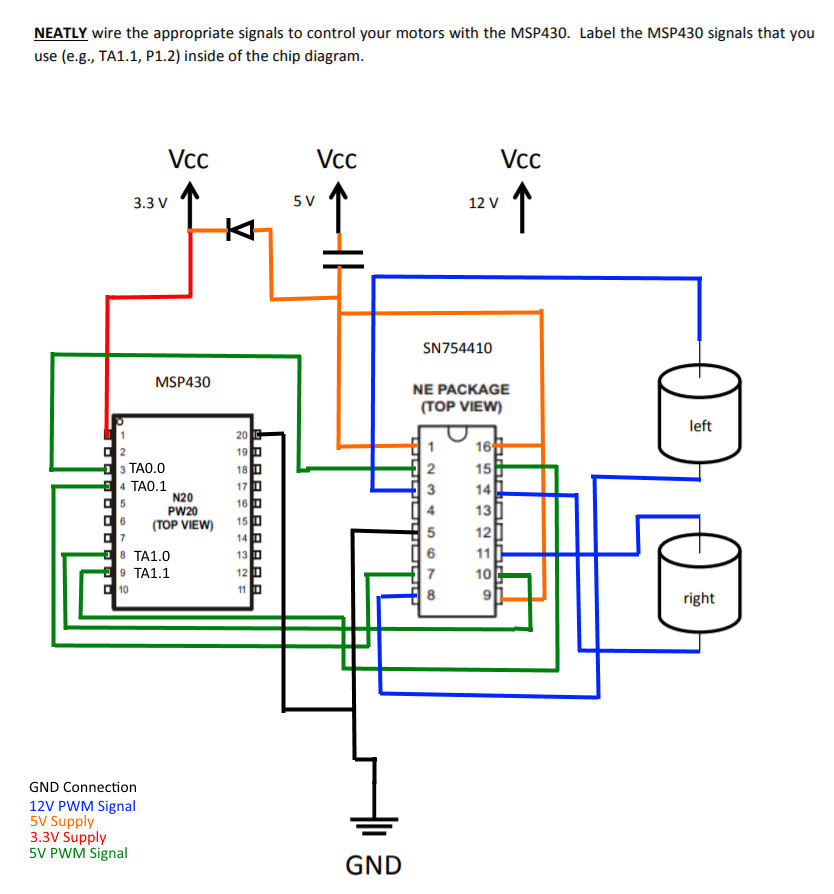 NEATLY wire the appropriate signals to control your motors with the MSP430. Label the MSP430 signals that you
use (e.g., TA1.1, P1.2) inside of the chip diagram.
Vcc Vcc Vcc
3.3 V 5 V 12 V
SN754410
MSP430
NE PACKAGE
(TOP VIEW)
left
1 20
2 19
3 TA0.0 18
4 TA0.1 17
5 16
6 15
7 14
8 TA1.0 13
9 TA1.1 12
10 11
N20
PW20
(TOP VIEW)
1 16
2 15
3 14
4 13
5 12
6 11
7 10
8 9
right
GND Connection
12V PWM Signal
5V Supply
3.3V Supply
5V PWM Signal
GND